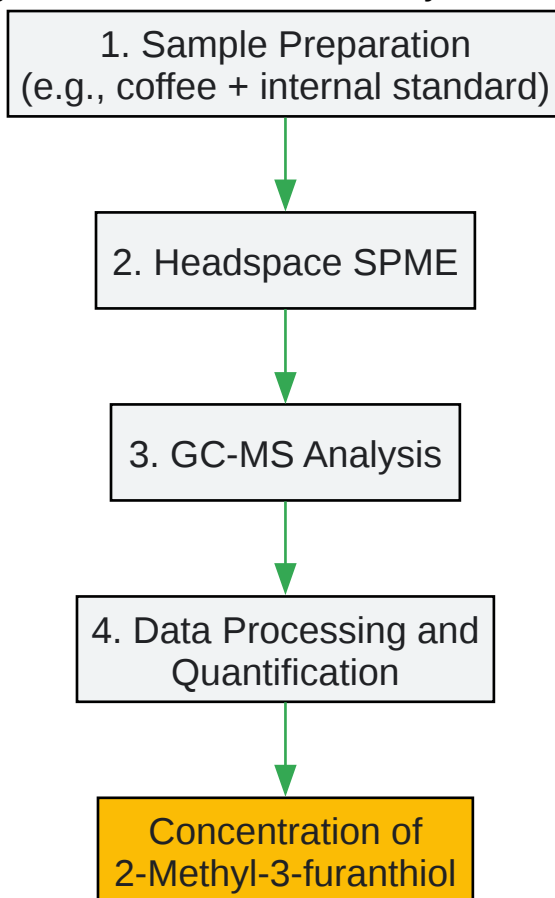 1. Sample Preparation
(e.g., coffee + internal standard)
2. Headspace SPME
3. GC-MS Analysis
4. Data Processing and
Quantification
Concentration of
2-Methyl-3-furanthiol